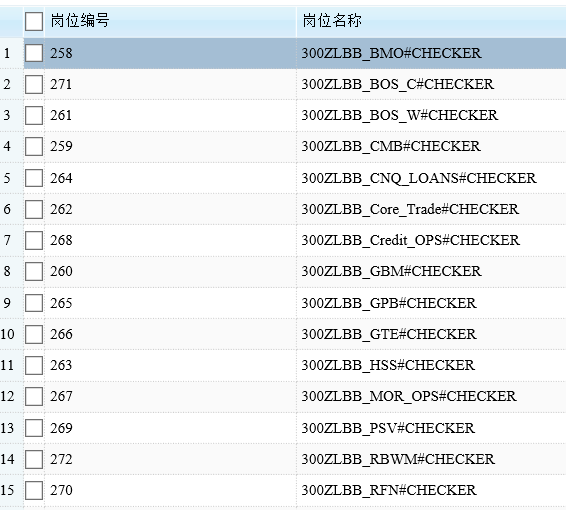 岗位编号 岗位名称
1 258 300ZLBB_BMO#CHECKER
2 271 300ZLBB_BOS_C#CHECKER
3 261 300ZLBB_BOS_W#CHECKER
4 259 300ZLBB_CMB#CHECKER
5 264 300ZLBB_CNQ_LOANS#CHECKER
6 262 300ZLBB_Core_Trade#CHECKER
7 268 300ZLBB_Credit_OPS#CHECKER
8 260 300ZLBB_GBM#CHECKER
9 265 300ZLBB_GPB#CHECKER
10 266 300ZLBB_GTE#CHECKER
11 263 300ZLBB_HSS#CHECKER
12 267 300ZLBB_MOR_OPS#CHECKER
13 269 300ZLBB_PSV#CHECKER
14 272 300ZLBB_RBWM#CHECKER
15 270 300ZLBB_RFN#CHECKER